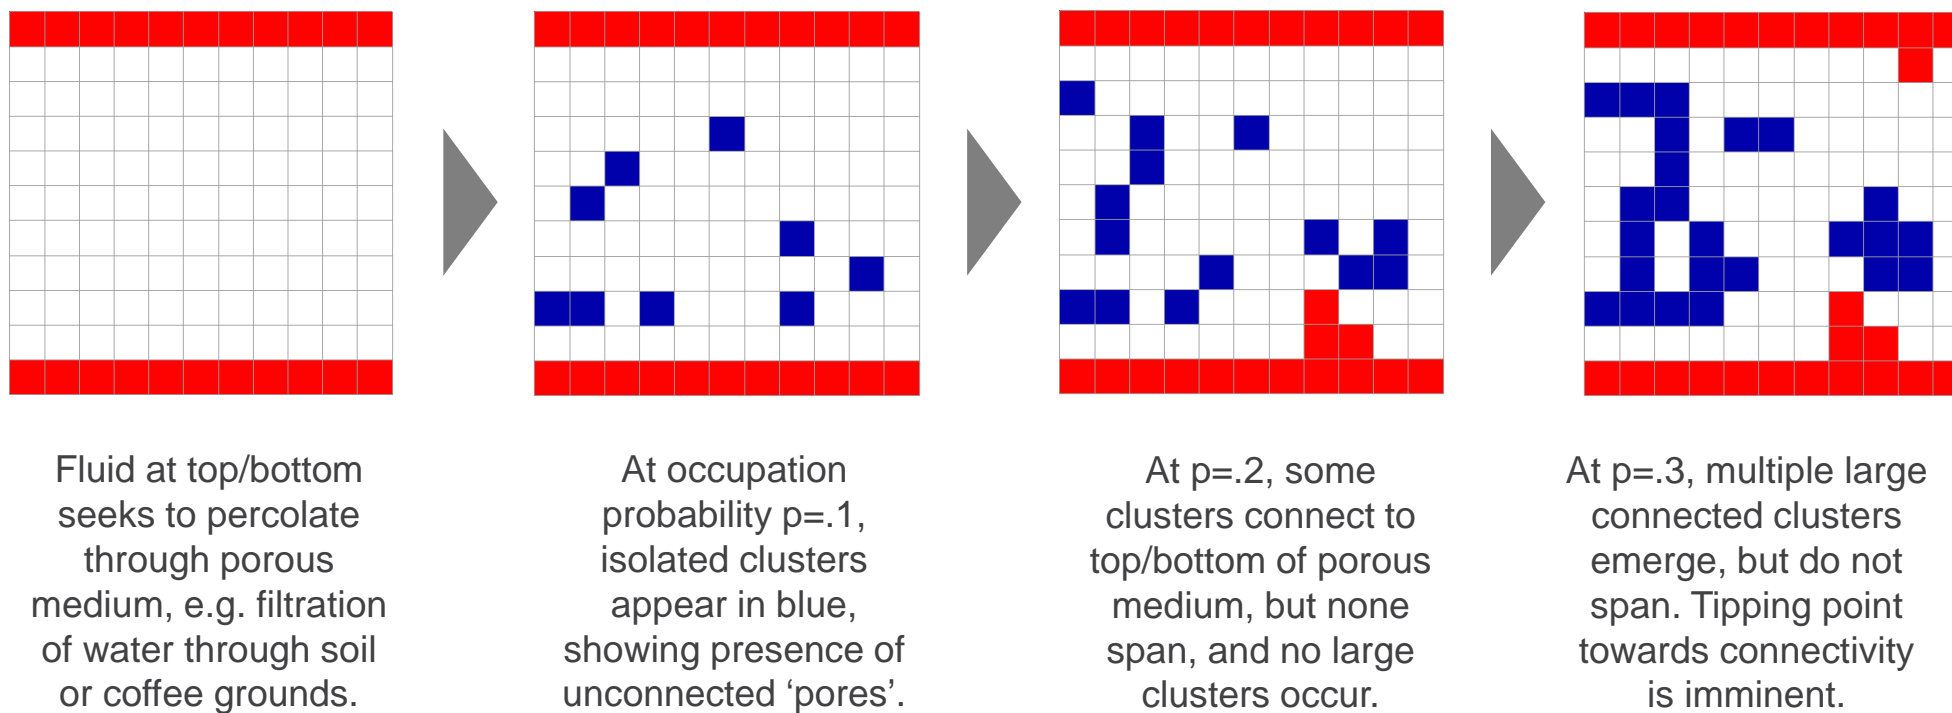 Fluid at top/bottom
seeks to percolate
through porous
medium, e.g. filtration
of water through soil
or coffee grounds.
At occupation
probability p=.1,
isolated clusters
appear in blue,
showing presence of
unconnected ‘pores’.
At p=.2, some
clusters connect to
top/bottom of porous
medium, but none
span, and no large
clusters occur.
At p=.3, multiple large
connected clusters
emerge, but do not
span. Tipping point
towards connectivity
is imminent.